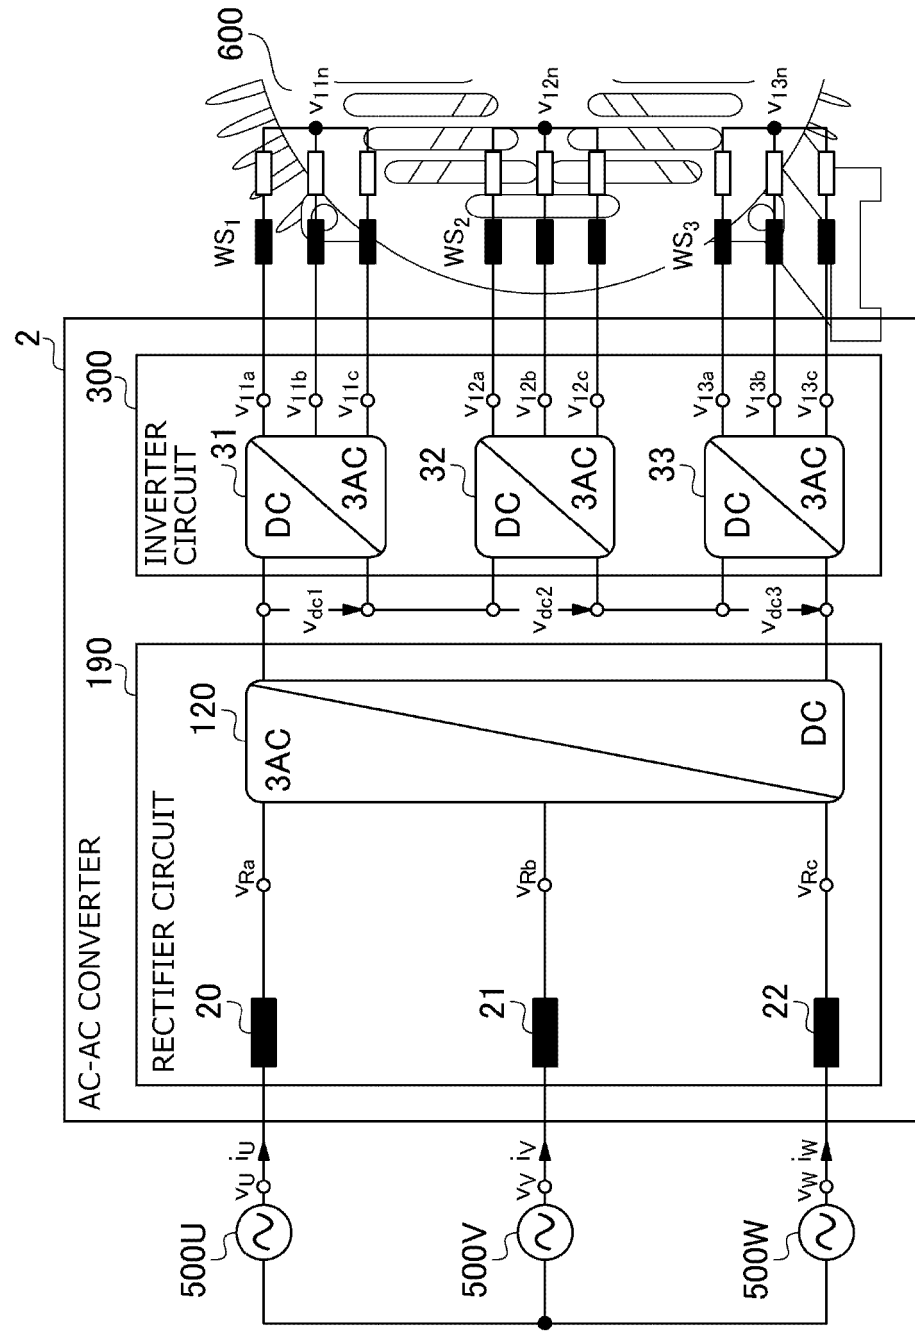 AC-AC CONVERTER
2
RECTIFIER CIRCUIT
190
INVERTER
CIRCUIT
300
600
500U
vU
iU
20
vRa
120
3AC
DC
vdc1
31
DC
3AC
v11a
v11b
v11c
WS1
v11n
500V
vV
iV
21
vRb
vdc2
32
DC
3AC
v12a
v12b
v12c
WS2
v12n
500W
vW
iW
22
vRc
vdc3
33
DC
3AC
v13a
v13b
v13c
WS3
v13n